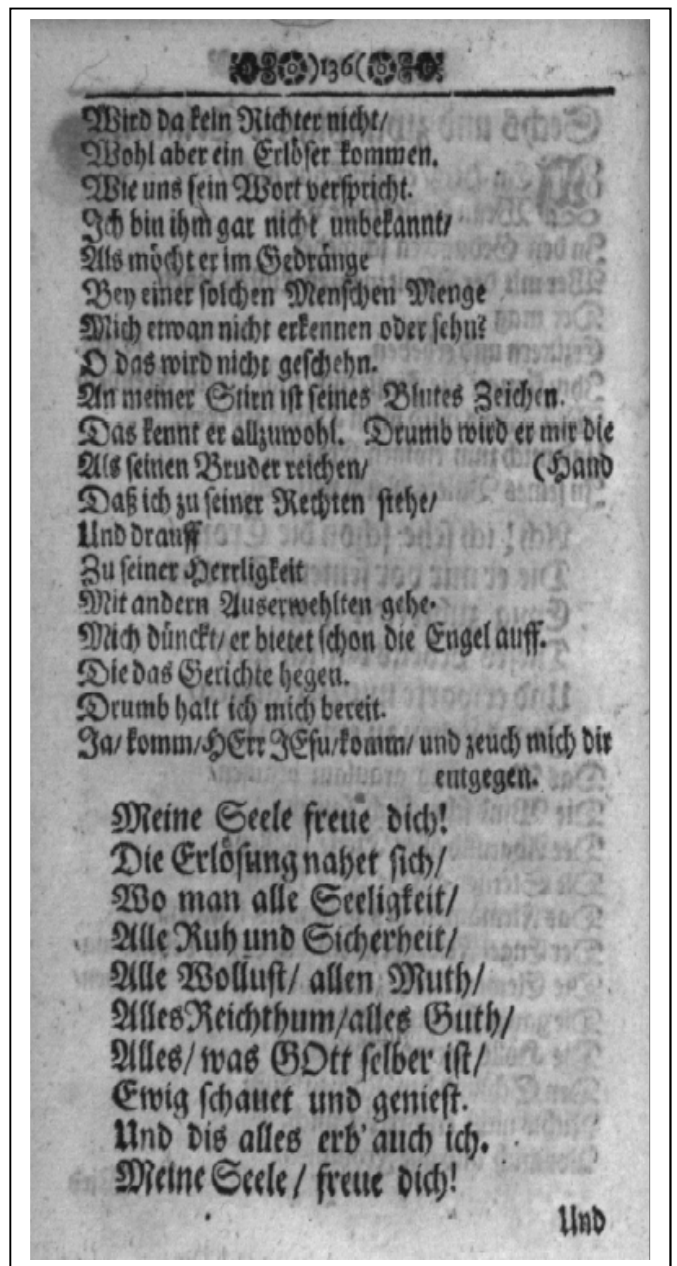 )136(
Wird da kein Richter nicht/
Wohl aber ein Erlöser kommen.
Wie uns sein Wort verspricht.
Ich bin ihm gar nicht unbekannt/
Als möcht er im Gedränge
Bey einer solchen Menschen Menge
Mich etwan nicht erkennen oder sehn?
O das wird nicht geschehn.
An meiner Stirn ist seines Blutes Zeichen.
Das kennt er allzuwohl. Drumb wird er mir die
Als seinen Bruder reichen/ (Hand
Daß ich zu seiner Rechten stehe/
Und drauff
Zu seiner Herrligkeit
Mit andern Auserwehlten gehe.
Mich dünckt/ er bietet schon die Engel auff.
Die das Gerichte hegen.
Drumb halt ich mich bereit.
Ja/ komm/ HErr JEsu/ komm/ und zeuch mich dir
entgegen.
Meine Seele freue dich!
Die Erlösung nahet sich/
Wo man alle Seeligkeit/
Alle Ruh und Sicherheit/
Alle Wollust/ allen Muth/
Alles Reichthum/ alles Guth/
Alles/ was GOtt selber ist/
Ewig schauet und geniest.
Und dis alles erb' auch ich.
Meine Seele/ freue dich!
Und